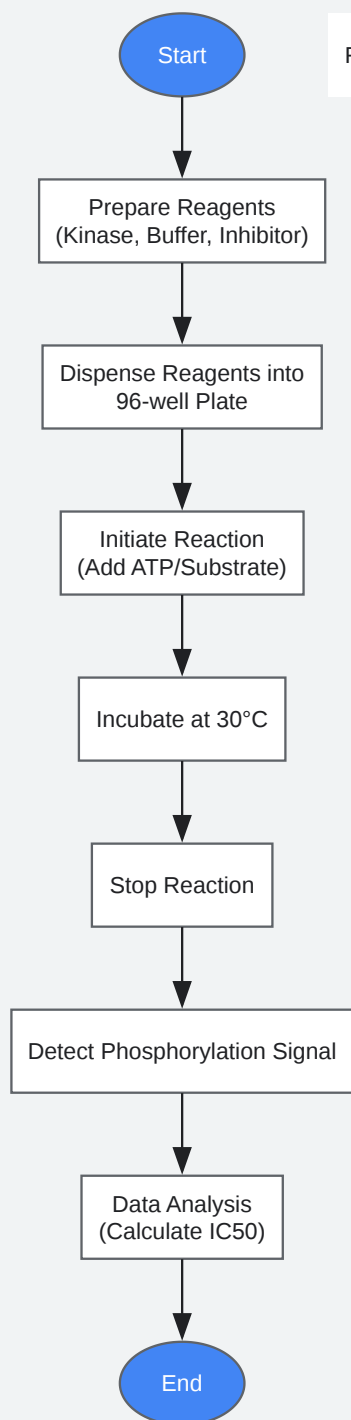 Start
Prepare Reagents
(Kinase, Buffer, Inhibitor)
Dispense Reagents into
96-well Plate
Initiate Reaction
(Add ATP/Substrate)
Incubate at 30°C
Stop Reaction
Detect Phosphorylation Signal
Data Analysis
(Calculate IC50)
End